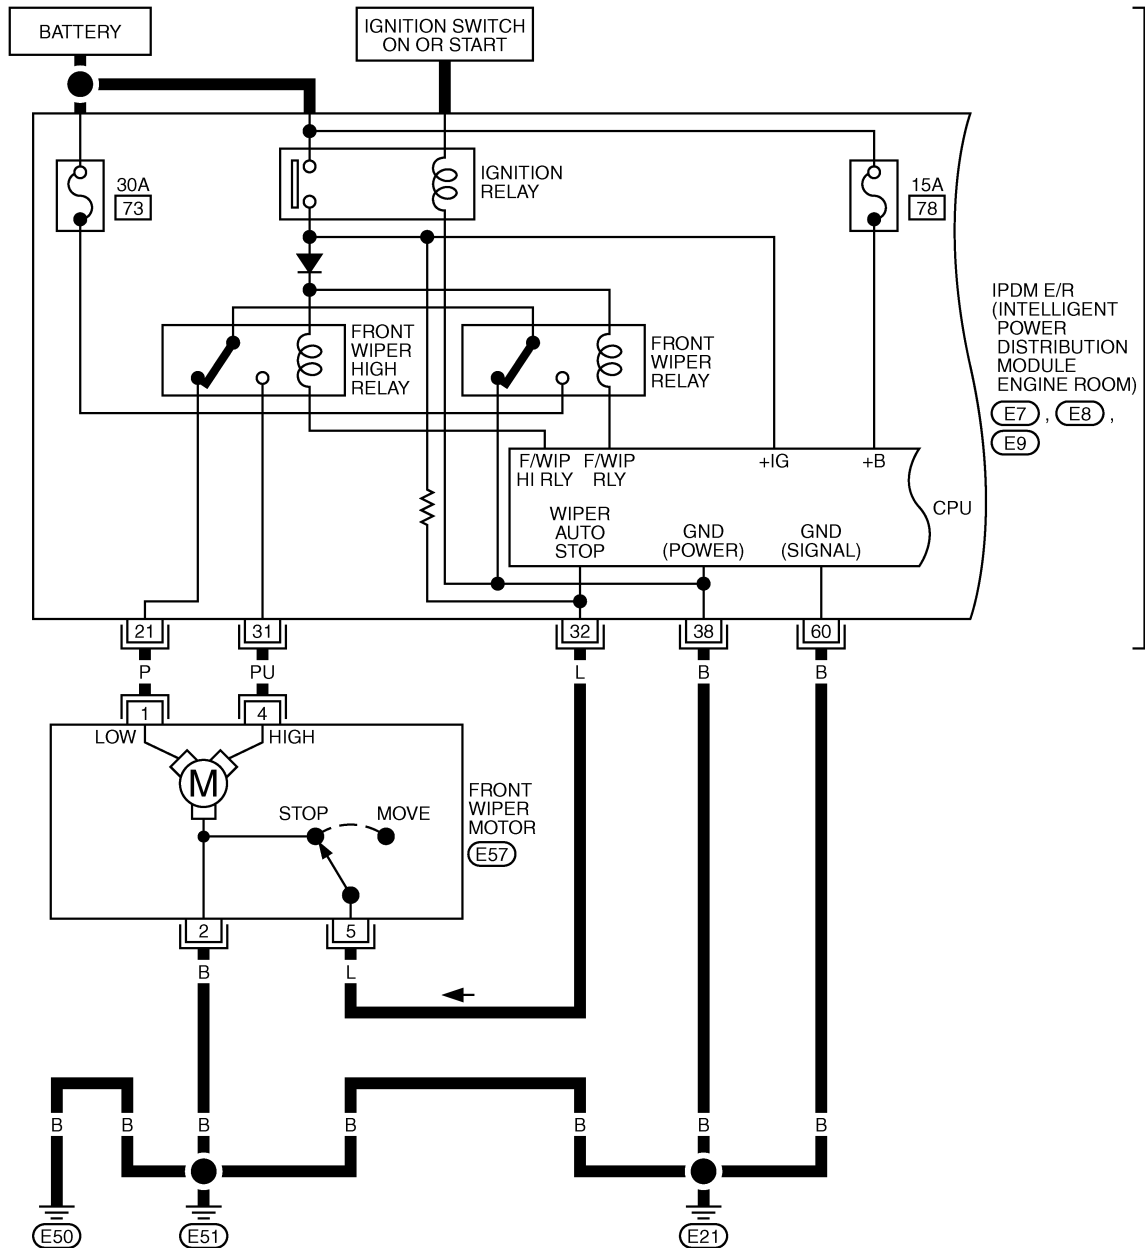 BATTERY
IGNITION SWITCH
ON OR START
30A
73
IGNITION
RELAY
15A
78
IPDM E/R
(INTELLIGENT
POWER
DISTRIBUTION
MODULE
ENGINE ROOM)
E7 , E8 ,
E9
FRONT
WIPER
HIGH
RELAY
FRONT
WIPER
RELAY
F/WIP
HI RLY
F/WIP
RLY
+IG
+B
CPU
WIPER
AUTO
STOP
GND
(POWER)
GND
(SIGNAL)
21
31
32
38
60
P
PU
L
B
B
1
4
LOW
HIGH
M
STOP
MOVE
FRONT
WIPER
MOTOR
E57
2
5
B
L
B
B
B
B
B
B
B
E50
E51
E21